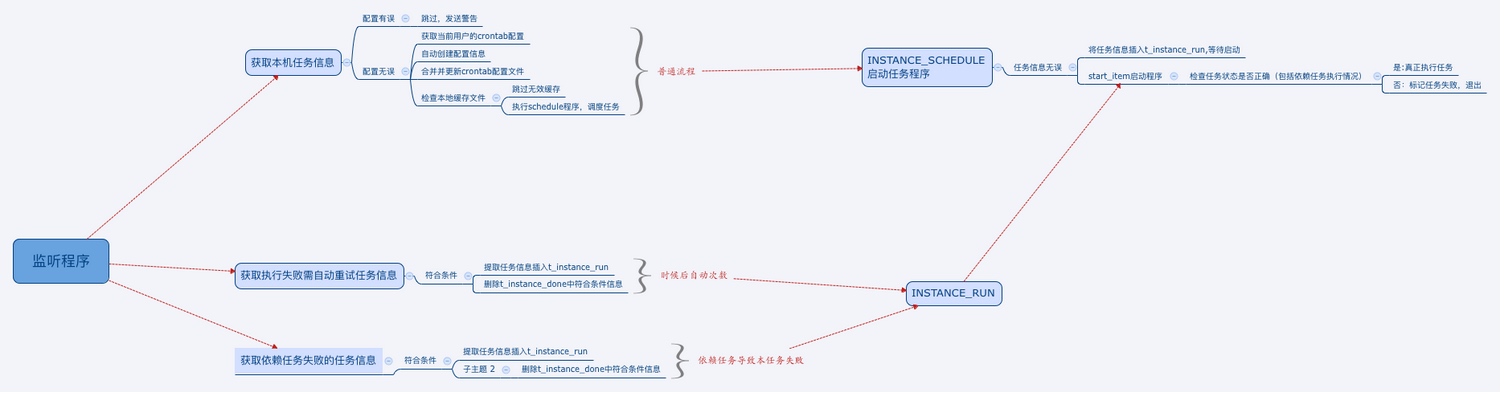 监听程序
获取本机任务信息
配置有误
跳过，发送警告
配置无误
获取当前用户的crontab配置
自动创建配置信息
合并并更新crontab配置文件
检查本地缓存文件
跳过无效缓存
执行schedule程序，调度任务
普通流程
INSTANCE_SCHEDULE
启动任务程序
任务信息无误
将任务信息插入t_instance_run,等待启动
start_item启动程序
检查任务状态是否正确（包括依赖任务执行情况）
是:真正执行任务
否：标记任务失败，退出
获取执行失败需自动重试任务信息
符合条件
提取任务信息插入t_instance_run
删除t_instance_done中符合条件信息
时候后自动次数
INSTANCE_RUN
获取依赖任务失败的任务信息
符合条件
提取任务信息插入t_instance_run
子主题 2
删除t_instance_done中符合条件信息
依赖任务导致本任务失败